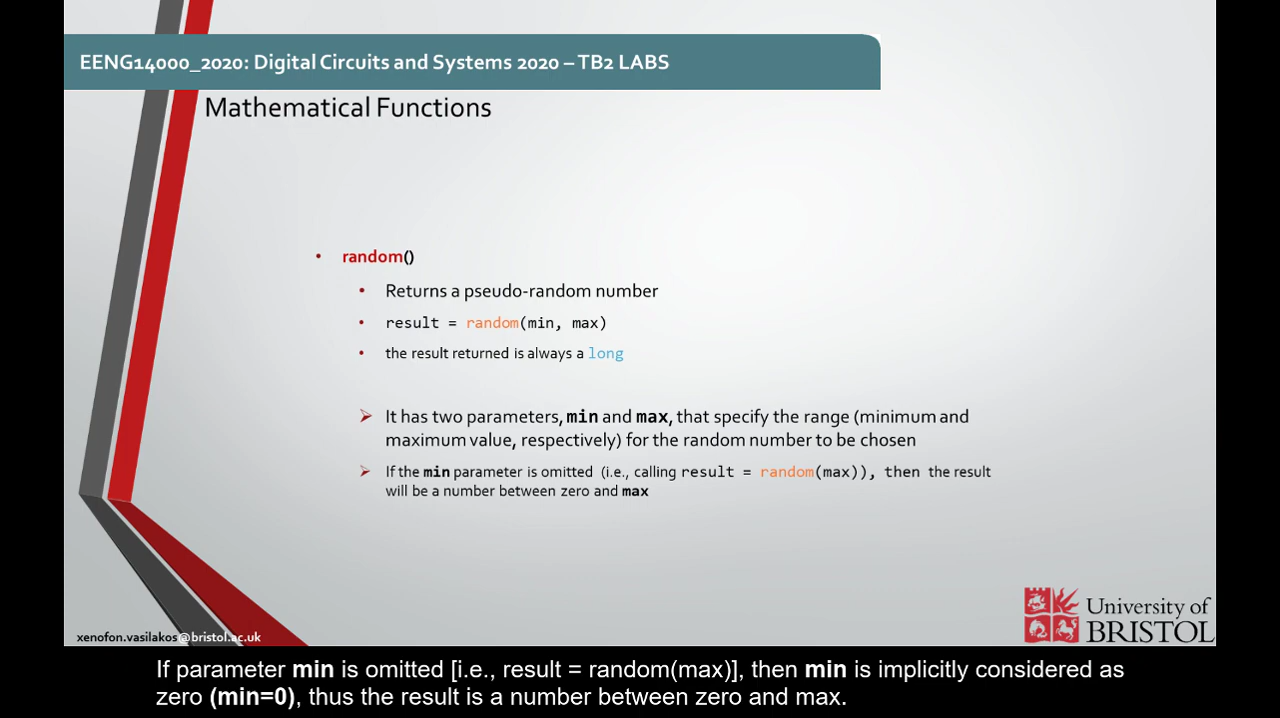 EENG14000_2020: Digital Circuits and Systems 2020 – TB2 LABS
Mathematical Functions
• random()
• Returns a pseudo-random number
• result = random(min, max)
• the result returned is always a long
➢ It has two parameters, min and max, that specify the range (minimum and
maximum value, respectively) for the random number to be chosen
➢ If the min parameter is omitted (i.e., calling result = random(max)), then the result
will be a number between zero and max
University of
BRISTOL
xenofon.vasilakos@bristol.ac.uk
If parameter min is omitted [i.e., result = random(max)], then min is implicitly considered as
zero (min=0), thus the result is a number between zero and max.